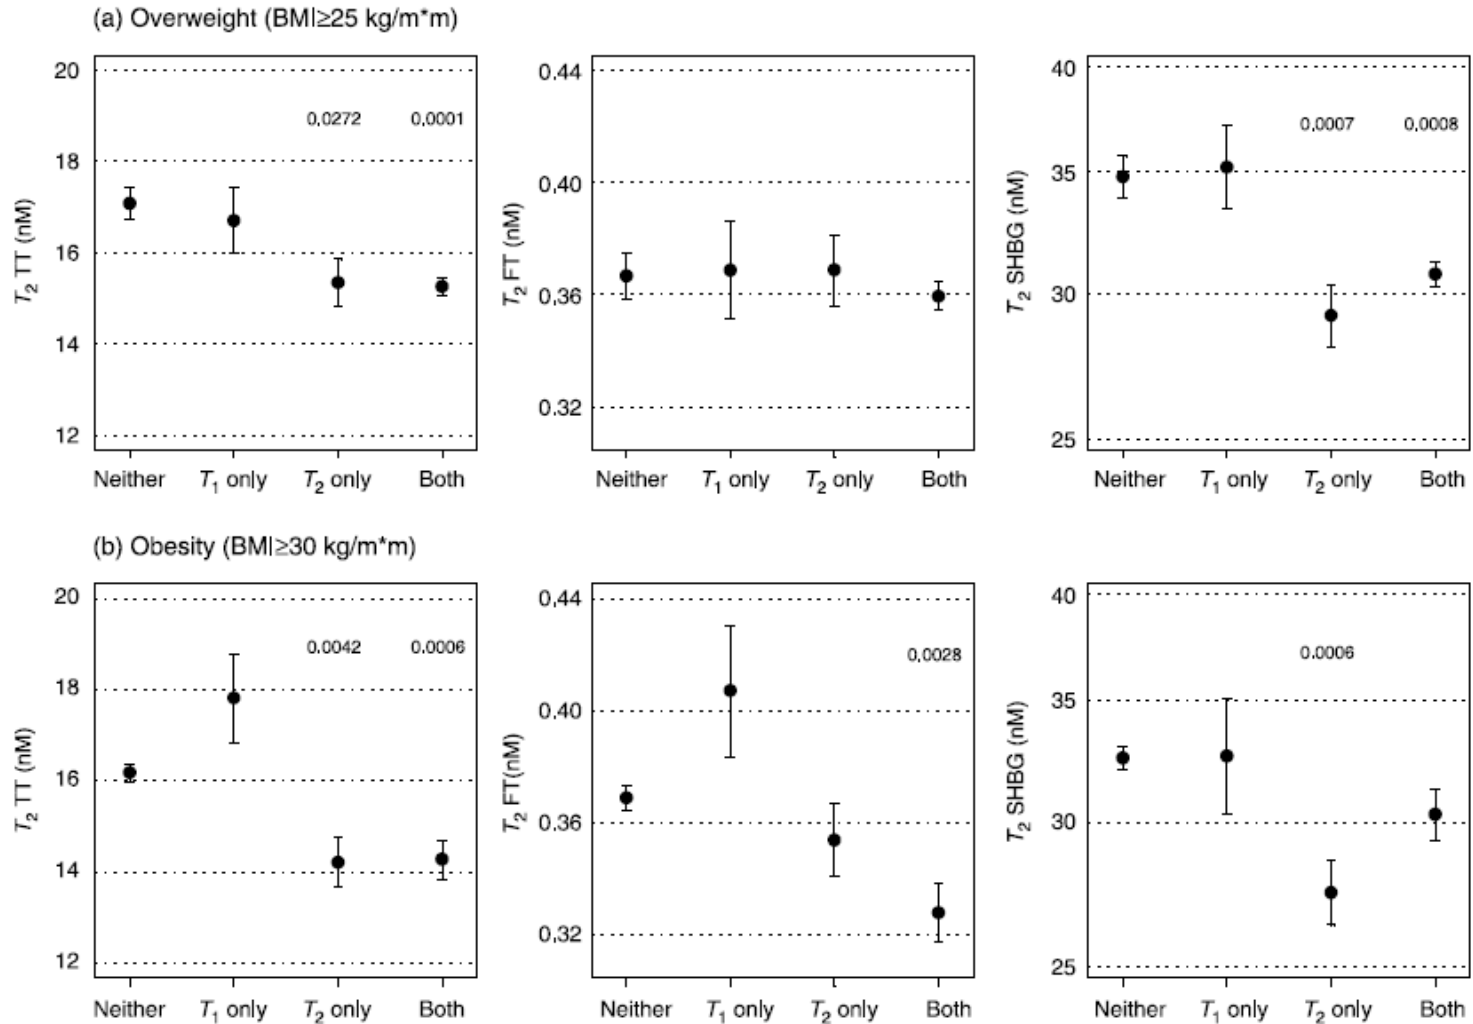 (a) Overweight (BMI≥25 kg/m*m)
T2 TT (nM)
20
18
16
14
12
0.0272 0.0001
Neither T1 only T2 only Both
T2 FT (nM)
0.44
0.40
0.36
0.32
Neither T1 only T2 only Both
T2 SHBG (nM)
40
35
30
25
0.0007 0.0008
Neither T1 only T2 only Both
(b) Obesity (BMI≥30 kg/m*m)
T2 TT (nM)
20
18
16
14
12
0.0042 0.0006
Neither T1 only T2 only Both
T2 FT(nM)
0.44
0.40
0.36
0.32
0.0028
Neither T1 only T2 only Both
T2 SHBG (nM)
40
35
30
25
0.0006
Neither T1 only T2 only Both